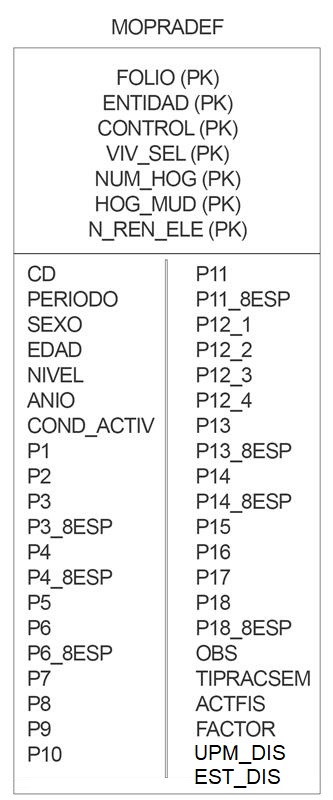 MOPRADEF
FOLIO (PK)
ENTIDAD (PK)
CONTROL (PK)
VIV_SEL (PK)
NUM_HOG (PK)
HOG_MUD (PK)
N_REN_ELE (PK)
CD
PERIODO
SEXO
EDAD
NIVEL
ANIO
COND_ACTIV
P1
P2
P3
P3_8ESP
P4
P4_8ESP
P5
P6
P6_8ESP
P7
P8
P9
P10
P11
P11_8ESP
P12_1
P12_2
P12_3
P12_4
P13
P13_8ESP
P14
P14_8ESP
P15
P16
P17
P18
P18_8ESP
OBS
TIPRACSEM
ACTFIS
FACTOR
UPM_DIS
EST_DIS